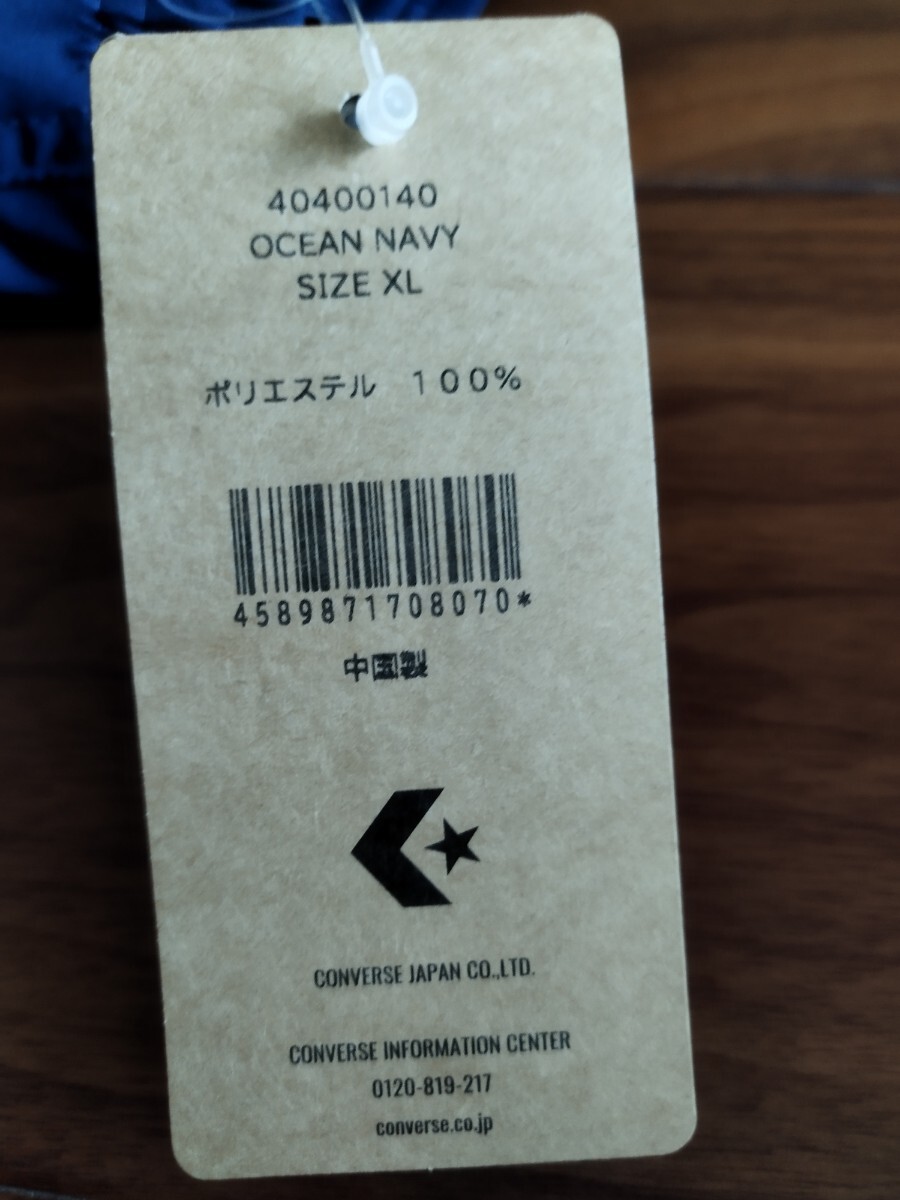 40400140
OCEAN NAVY
SIZE XL
ポリエステル　１００%
4589871708070*
中国製
CONVERSE JAPAN CO.,LTD.
CONVERSE INFORMATION CENTER
0120-819-217
converse.co.jp